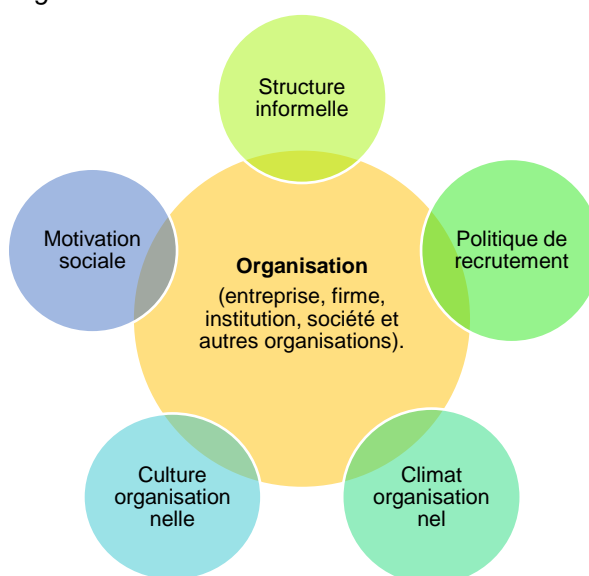 Structure
informelle
Motivation
sociale
Politique de
recrutement
Organisation
(entreprise, firme,
institution, société et
autres organisations).
Culture
organisation
nelle
Climat
organisation
nel